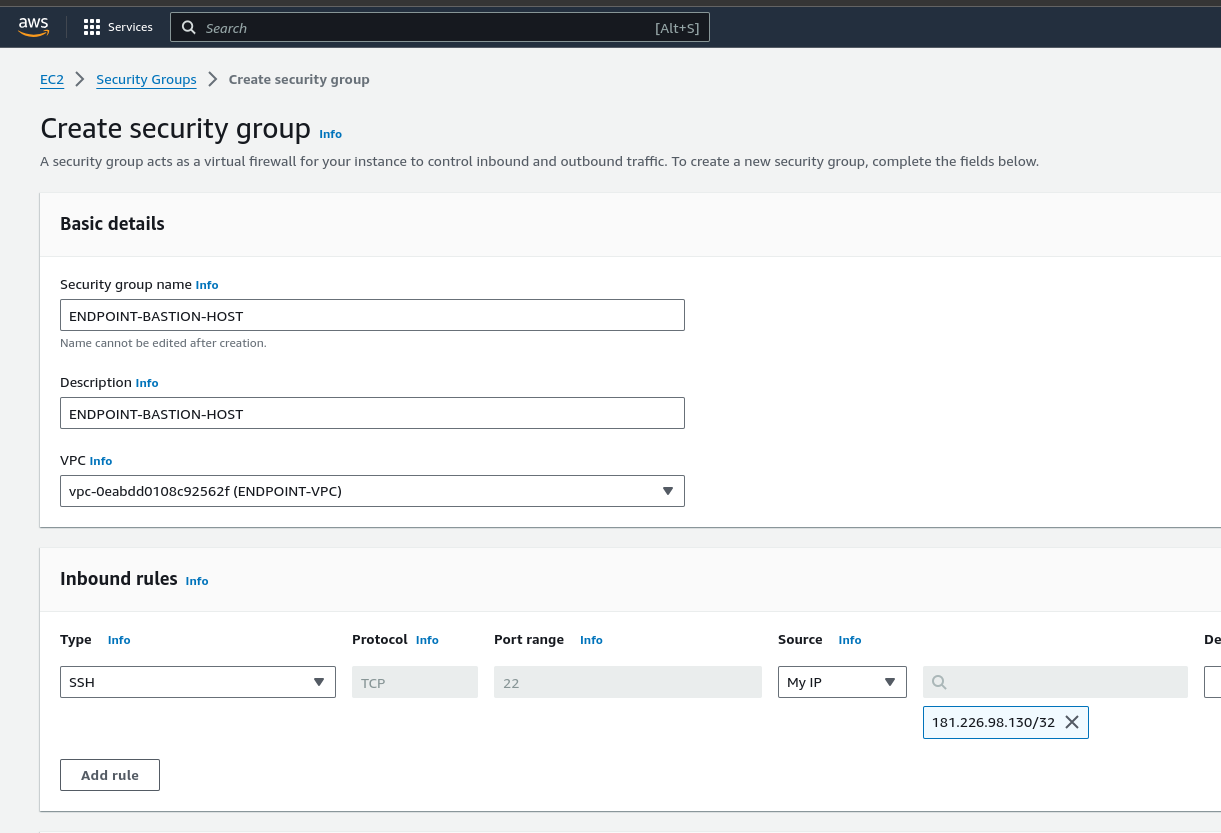 aws Services Search [Alt+S]
EC2 Security Groups Create security group
Create security group Info
A security group acts as a virtual firewall for your instance to control inbound and outbound traffic. To create a new security group, complete the fields below.
Basic details
Security group name Info
ENDPOINT-BASTION-HOST
Name cannot be edited after creation.
Description Info
ENDPOINT-BASTION-HOST
VPC Info
vpc-0eabdd0108c92562f (ENDPOINT-VPC)
Inbound rules Info
Type Info Protocol Info Port range Info Source Info De
SSH TCP 22 My IP
181.226.98.130/32
Add rule